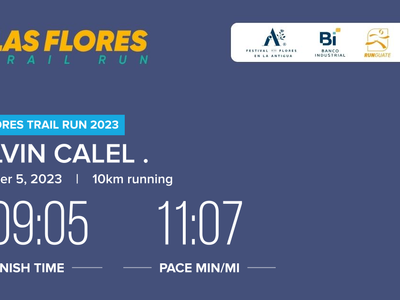 LAS FLORES
TRAIL RUN
FESTIVAL DE FLORES
EN LA ANTIGUA
Bi
BANCO
INDUSTRIAL
RUNGUATE
ORES TRAIL RUN 2023
LVIN CALEL .
er 5, 2023 | 10km running
09:05 11:07
NISH TIME PACE MIN/MI